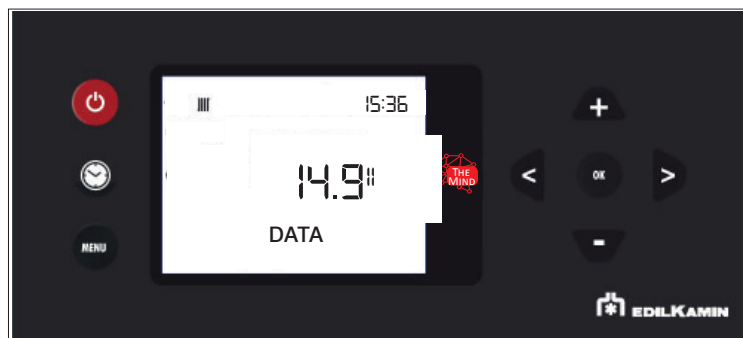 15:36
14.9"
THE
MIND
OK
MENU
DATA
EDILKAMIN